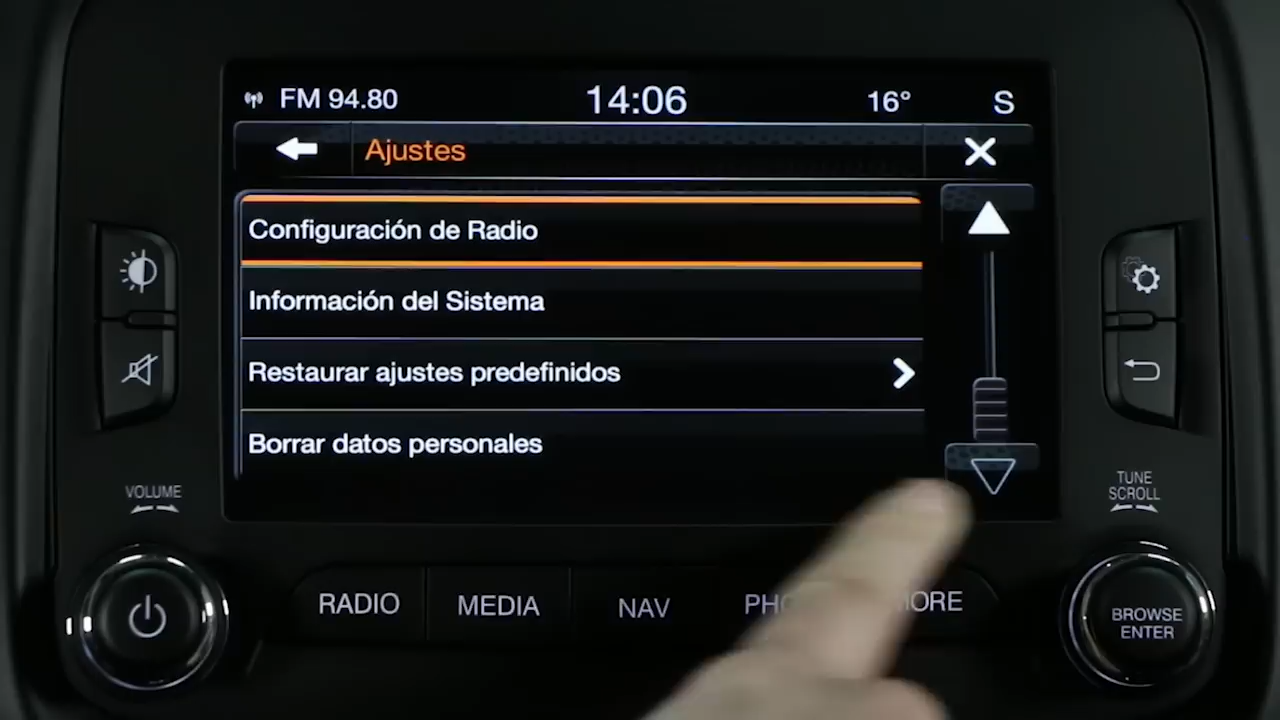 FM 94.80 14:06 16° S
Ajustes
Configuración de Radio
Información del Sistema
Restaurar ajustes predefinidos
Borrar datos personales
VOLUME
TUNE
SCROLL
RADIO MEDIA NAV
BROWSE
ENTER